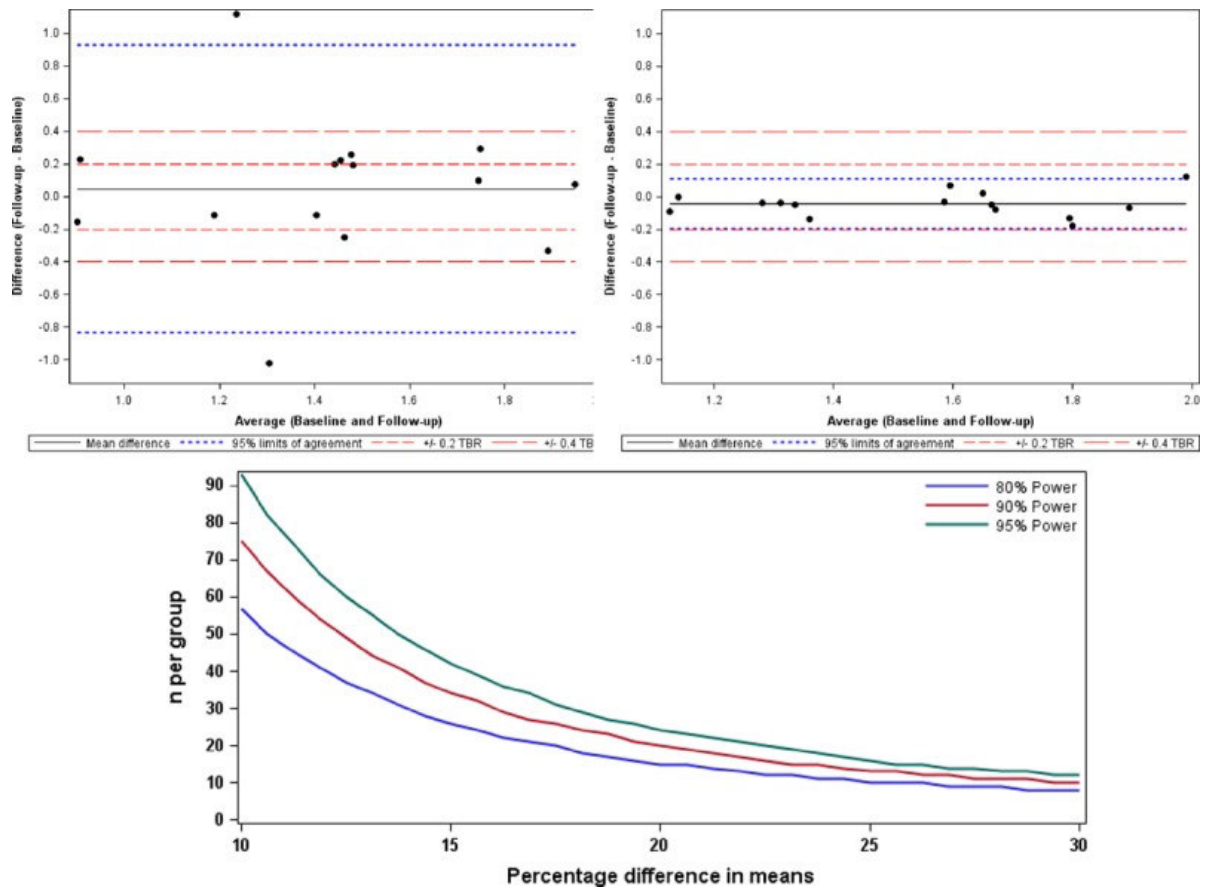 1.0
0.8
0.6
0.4
0.2
0.0
-0.2
-0.4
-0.6
-0.8
-1.0
Difference (Follow-up - Baseline)
1.0 1.2 1.4 1.6 1.8
Average (Baseline and Follow-up)
Mean difference 95% limits of agreement +/- 0.2 TBR +/- 0.4 TB
1.0
0.8
0.6
0.4
0.2
0.0
-0.2
-0.4
-0.6
-0.8
-1.0
Difference (Follow-up - Baseline)
1.2 1.4 1.6 1.8 2.0
Average (Baseline and Follow-up)
Mean difference 95% limits of agreement +/- 0.2 TBR +/- 0.4 TBR
90
80
70
60
50
40
30
20
10
0
n per group
80% Power
90% Power
95% Power
10 15 20 25 30
Percentage difference in means